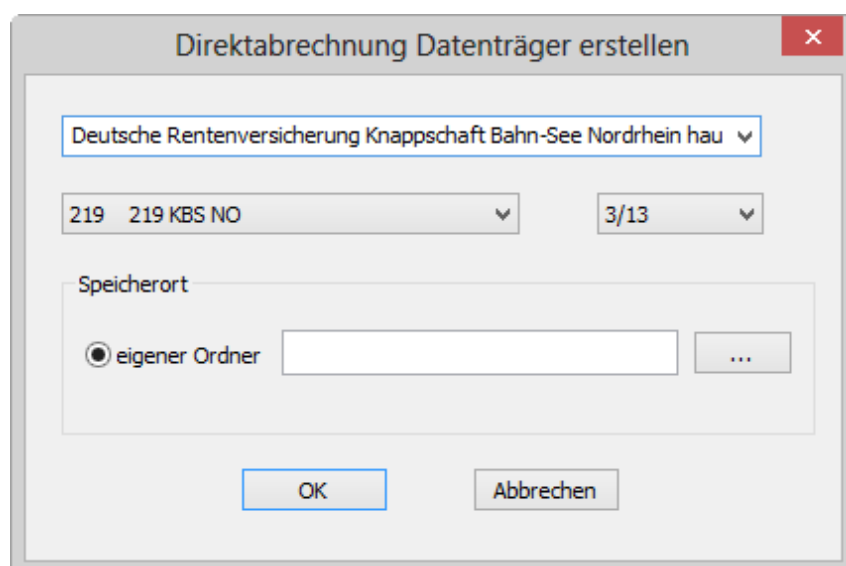 Direktabrechnung Datenträger erstellen
Deutsche Rentenversicherung Knappschaft Bahn-See Nordrhein hau
219 219 KBS NO 3/13
Speicherort
eigener Ordner ...
OK Abbrechen